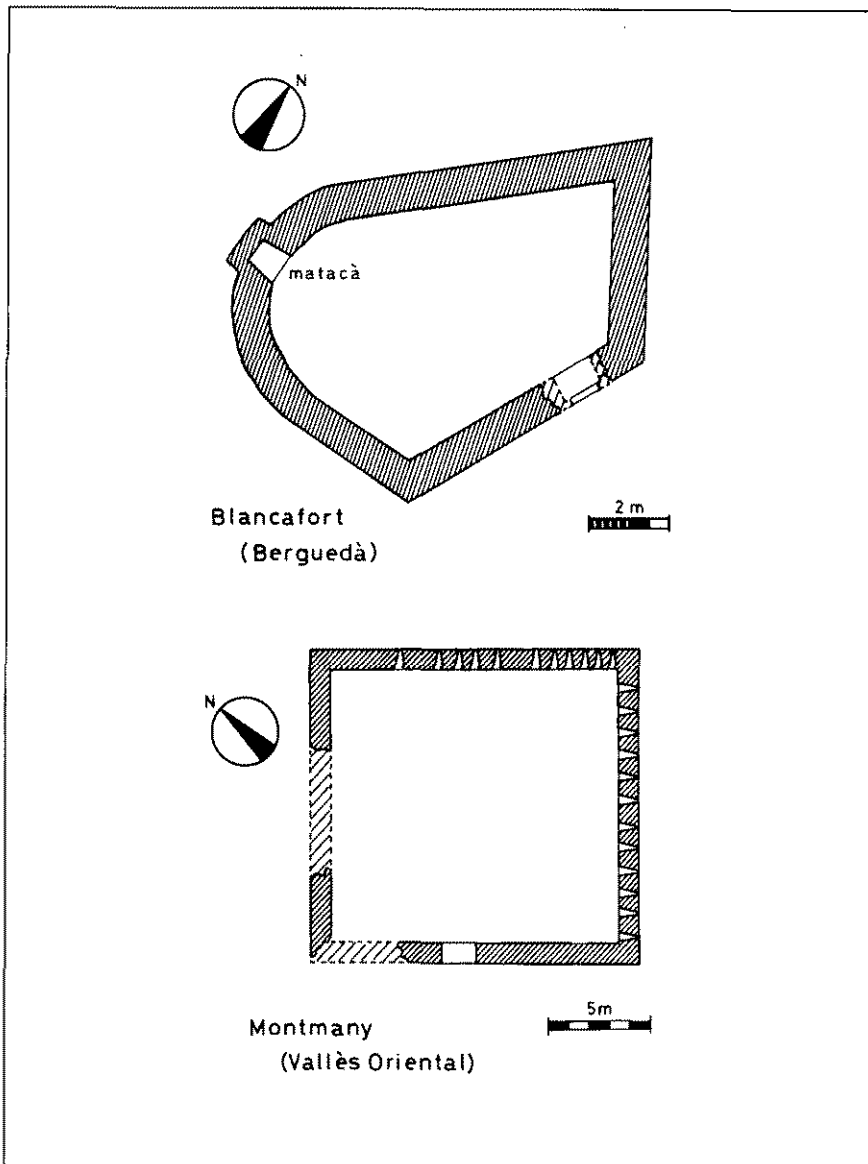 N
matacà
Blancafort
(Berguedà)
2 m
N
5m
Montmany
(Vallès Oriental)